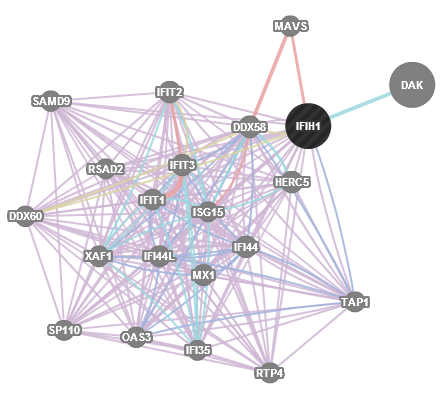 MAVS
DAK
IFIT2
SAMD9
IFIH1
DDX58
IFIT3
RSAD2
HERC5
IFIT1
ISG15
DDX60
IFI44
XAF1
IFI44L
MX1
TAP1
SP110
OAS3
IFI35
RTP4